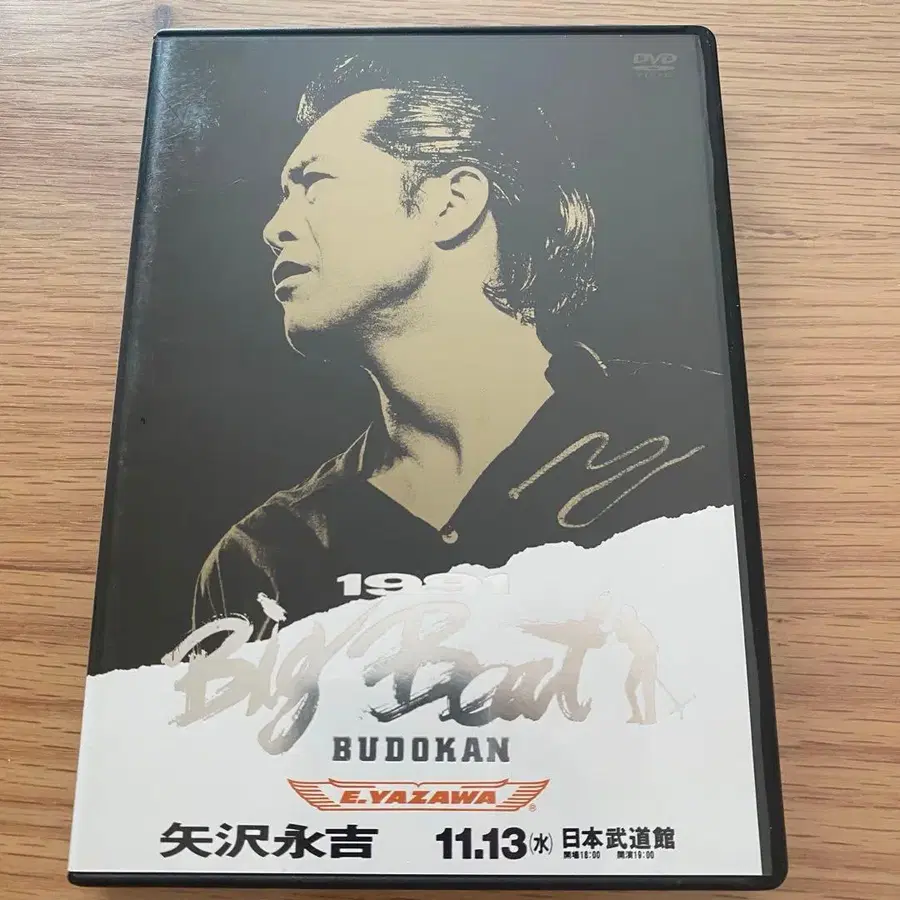 DVD
1991
Big Beat
BUDOKAN
E.YAZAWA ®
矢沢永吉 11.13(水) 日本武道館
開場18:00 開演19:00